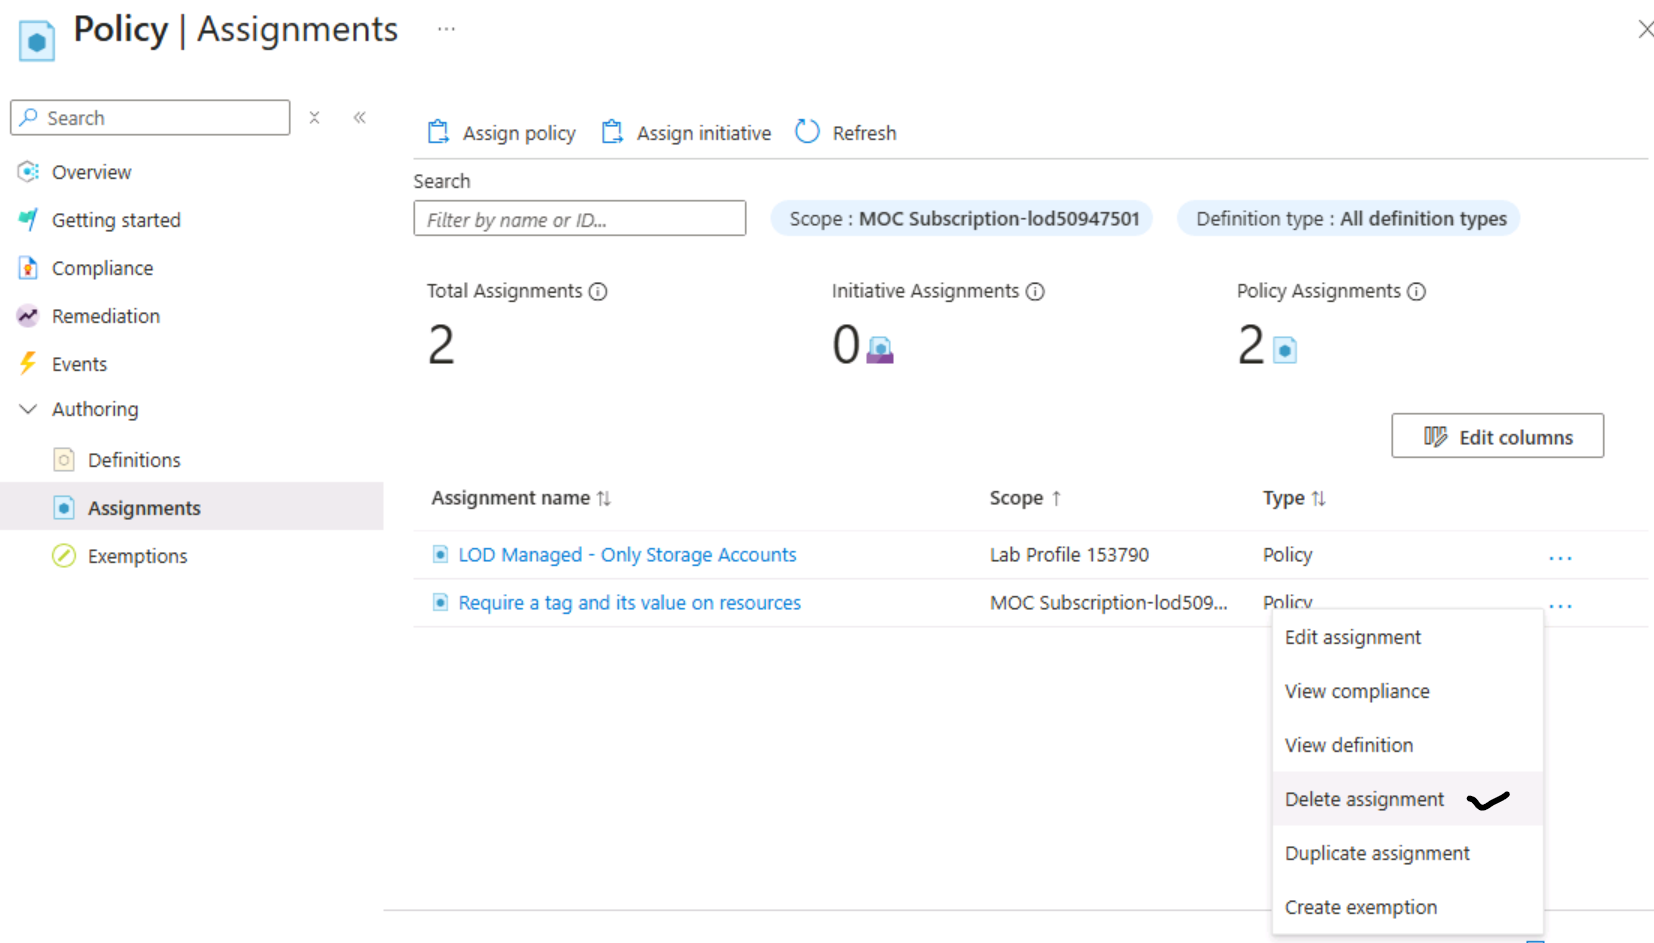 Policy | Assignments ...
Search
Overview
Getting started
Compliance
Remediation
Events
Authoring
Definitions
Assignments
Exemptions
Assign policy
Assign initiative
Refresh
Search
Filter by name or ID...
Scope : MOC Subscription-lod50947501
Definition type : All definition types
Total Assignments
2
Initiative Assignments
0
Policy Assignments
2
Edit columns
Assignment name Scope Type
LOD Managed - Only Storage Accounts Lab Profile 153790 Policy ...
Require a tag and its value on resources MOC Subscription-lod509... Policy ...
Edit assignment
View compliance
View definition
Delete assignment
Duplicate assignment
Create exemption